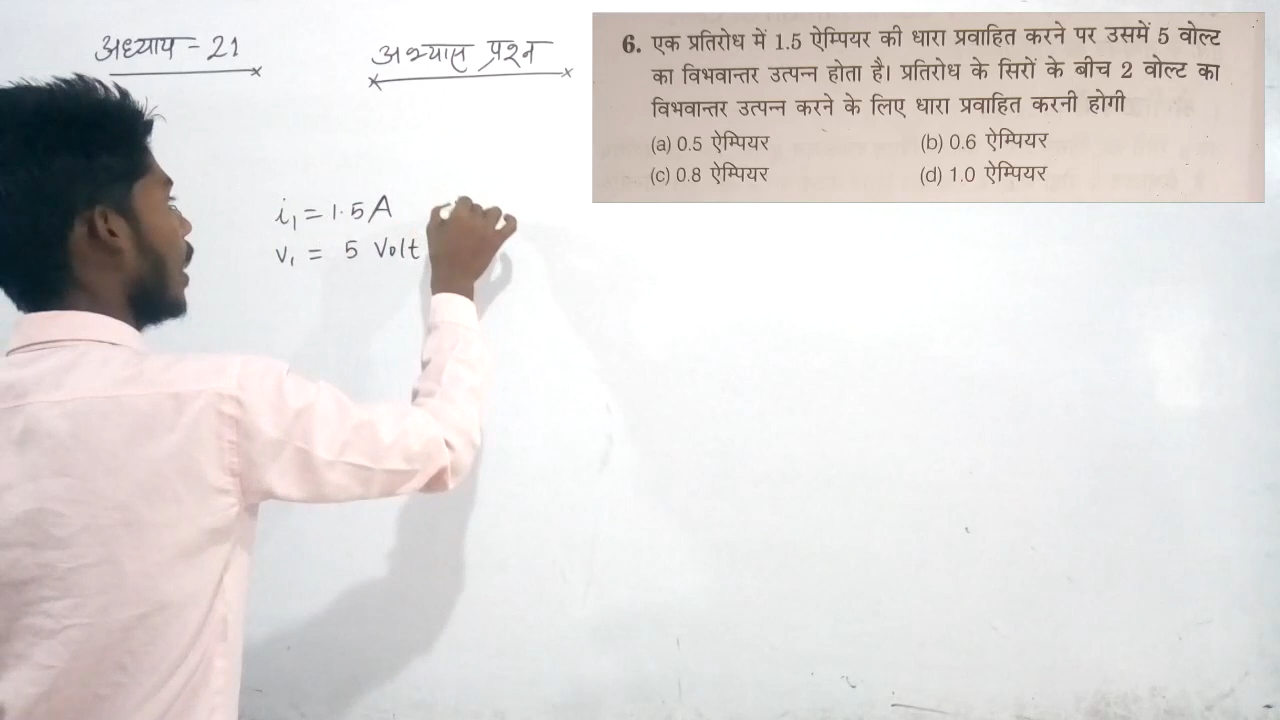 अध्याय - 21
अभ्यास प्रश्न
6. एक प्रतिरोध में 1.5 ऐम्पियर की धारा प्रवाहित करने पर उसमें 5 वोल्ट
का विभवान्तर उत्पन्न होता है। प्रतिरोध के सिरों के बीच 2 वोल्ट का
विभवान्तर उत्पन्न करने के लिए धारा प्रवाहित करनी होगी
(a) 0.5 ऐम्पियर (b) 0.6 ऐम्पियर
(c) 0.8 ऐम्पियर (d) 1.0 ऐम्पियर
i₁ = 1.5 A
v₁ = 5 Volt